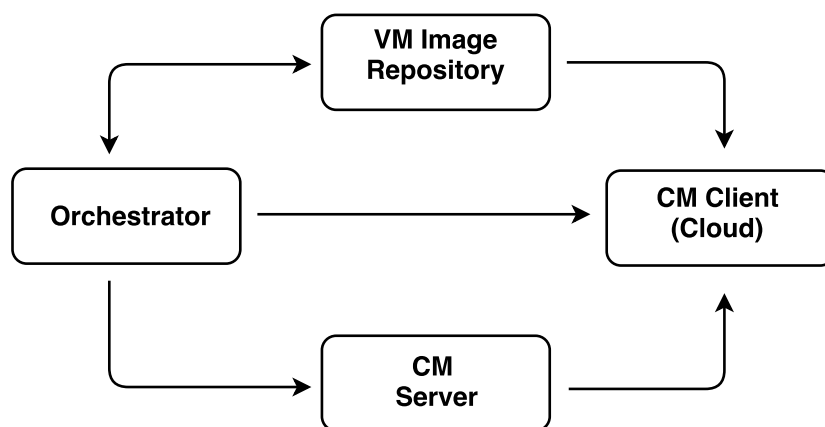 VM Image
Repository
Orchestrator
CM Client
(Cloud)
CM
Server